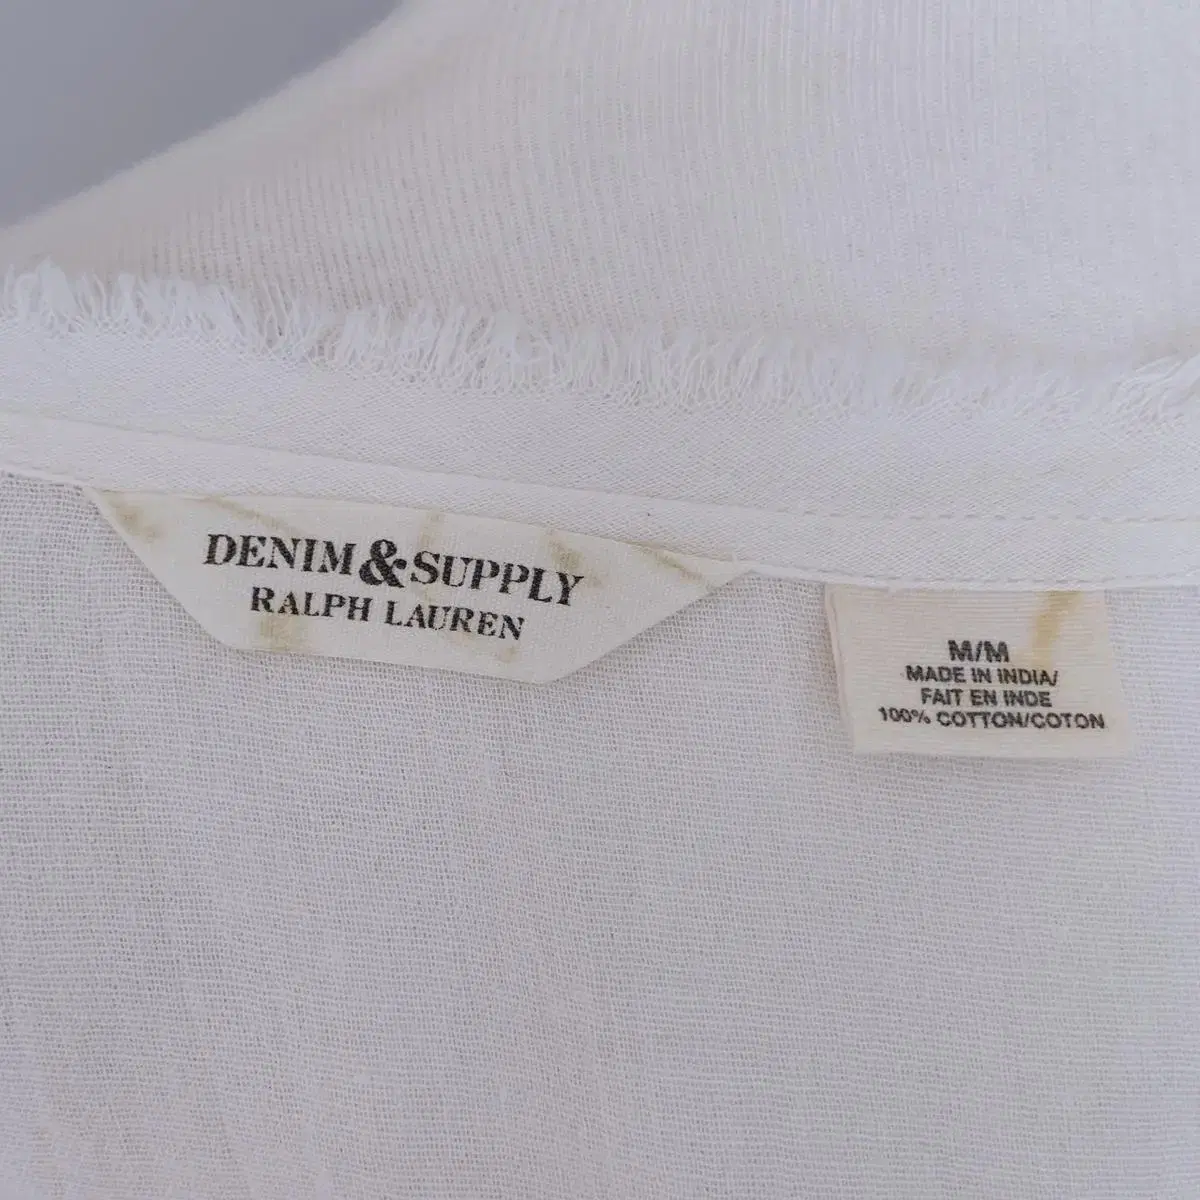 DENIM & SUPPLY
RALPH LAUREN
M/M
MADE IN INDIA/
FAIT EN INDE
100% COTTON/COTON